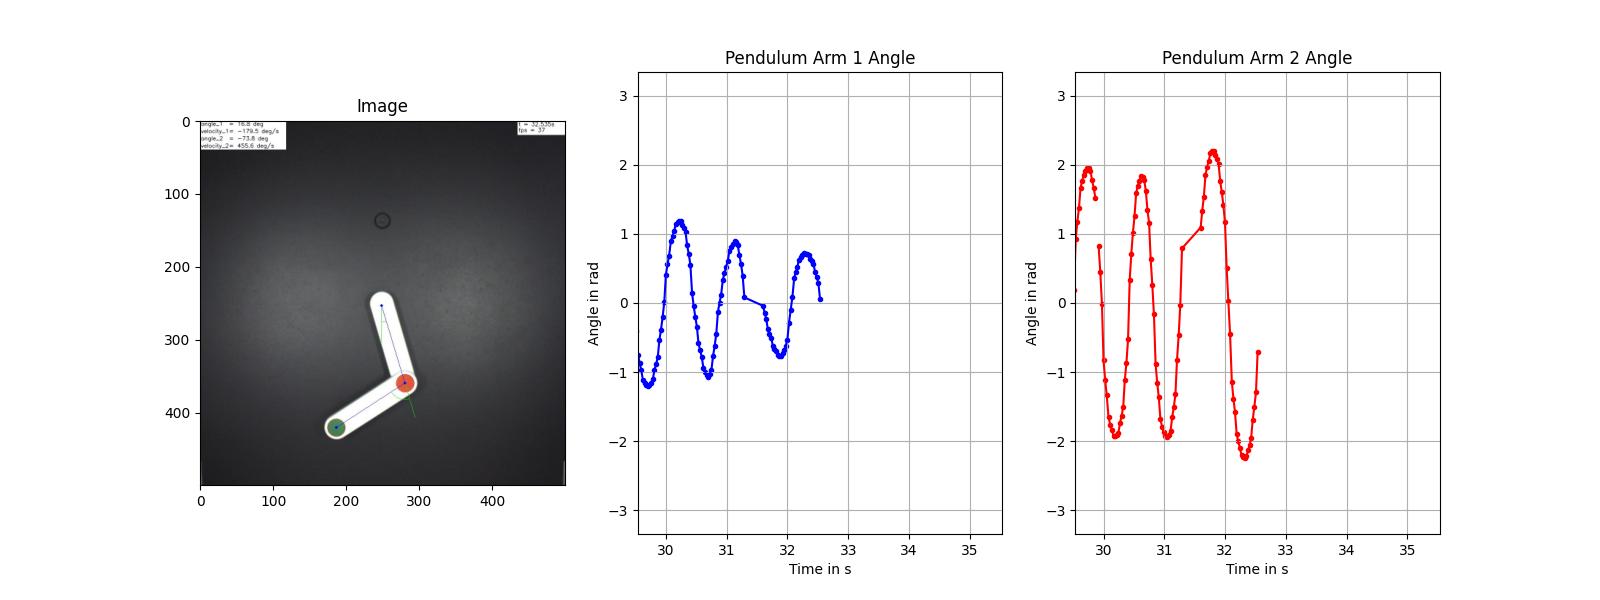 Image
Pendulum Arm 1 Angle
Pendulum Arm 2 Angle
angle_1 = 16.8 deg
velocity_1= -179.5 deg/s
angle_2 = -73.8 deg
velocity_2= 455.6 deg/s
t = 32.535s
fps = 37
0
100
200
300
400
0 100 200 300 400
Angle in rad
3
2
1
0
−1
−2
−3
30 31 32 33 34 35
Time in s
Angle in rad
3
2
1
0
−1
−2
−3
30 31 32 33 34 35
Time in s